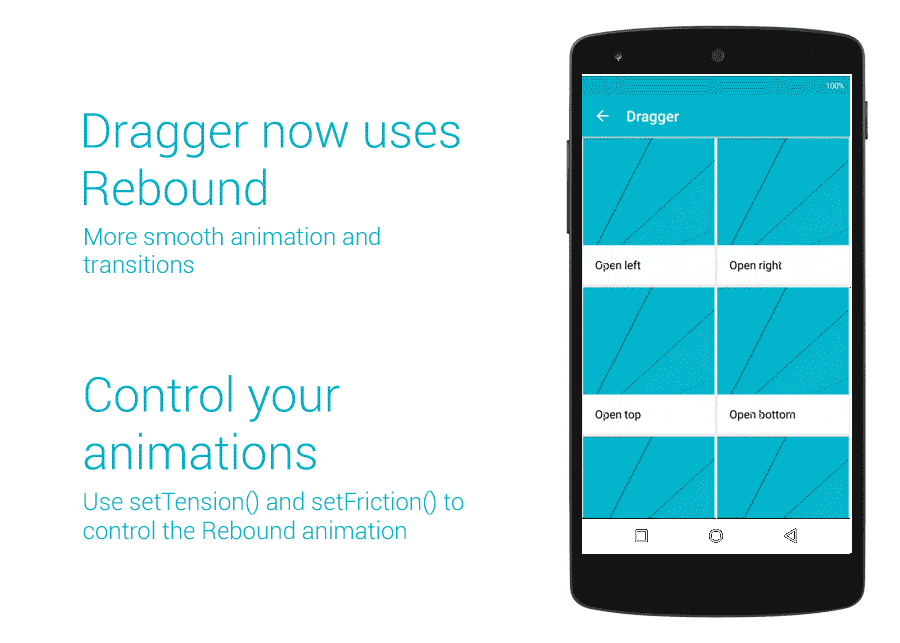 Dragger now uses
Rebound
More smooth animation and
transitions
Control your
animations
Use setTension() and setFriction() to
control the Rebound animation
100%
Dragger
Open left
Open right
Open top
Open bottom